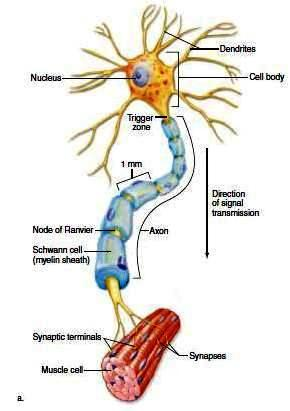 Dendrites
Nucleus
Cell body
Trigger
zone
1 mm
Direction
of signal
transmission
Node of Ranvier
Axon
Schwann cell
(myelin sheath)
Synaptic terminals
Synapses
Muscle cell
a.